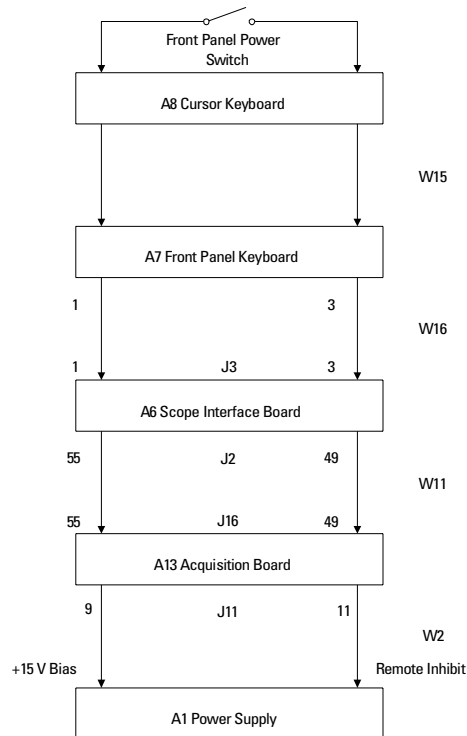 Front Panel Power
Switch
A8 Cursor Keyboard
W15
A7 Front Panel Keyboard
1 3
W16
1 J3 3
A6 Scope Interface Board
55 J2 49
W11
55 J16 49
A13 Acquisition Board
9 J11 11
W2
+15 V Bias Remote Inhibit
A1 Power Supply